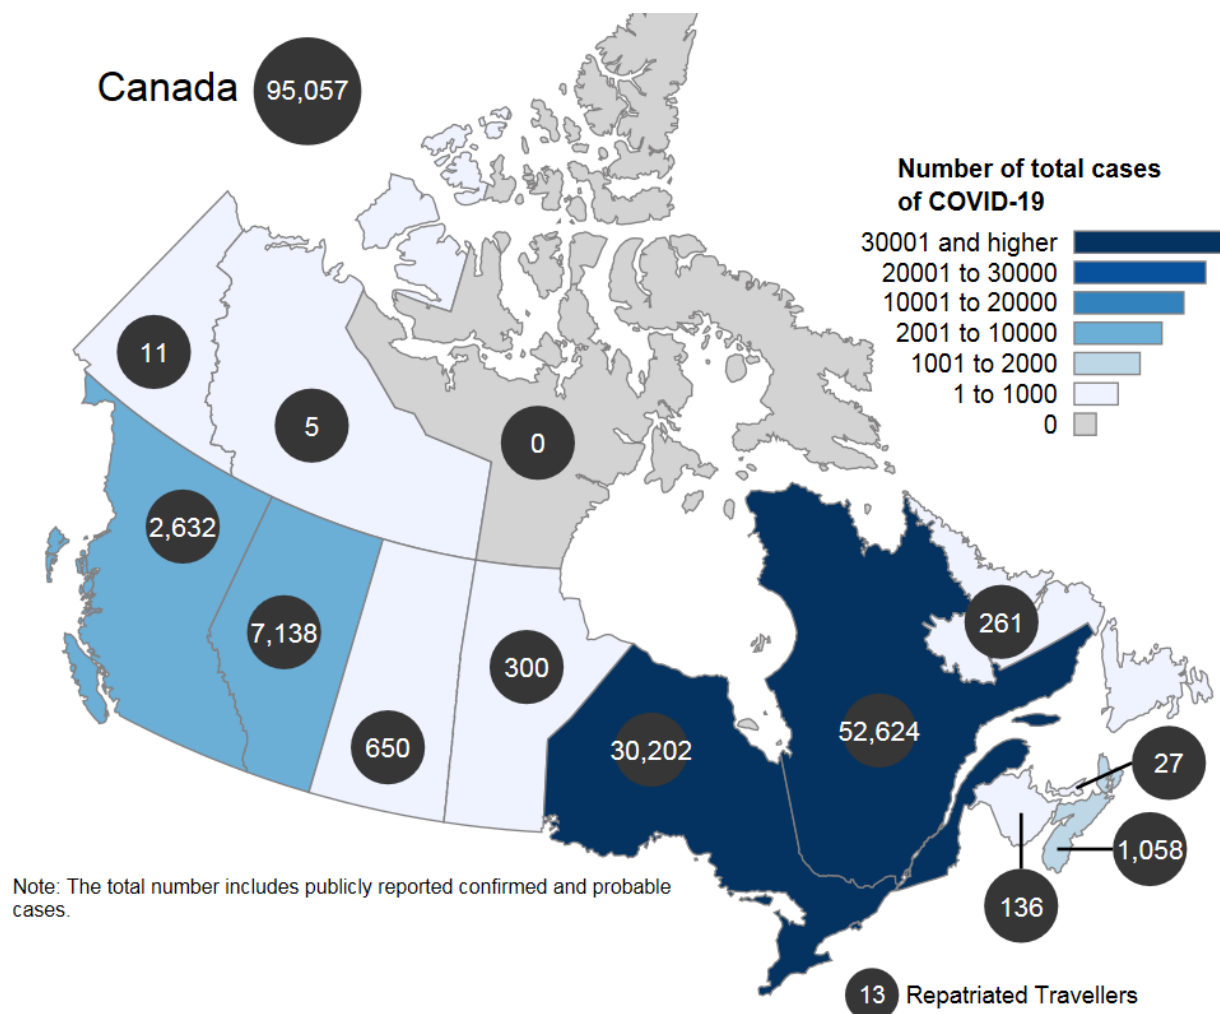 Canada 95,057
Number of total cases
of COVID-19
30001 and higher
20001 to 30000
10001 to 20000
2001 to 10000
1001 to 2000
1 to 1000
0
11
5
0
2,632
7,138
650
300
30,202
52,624
261
27
1,058
136
Note: The total number includes publicly reported confirmed and probable
cases.
13 Repatriated Travellers